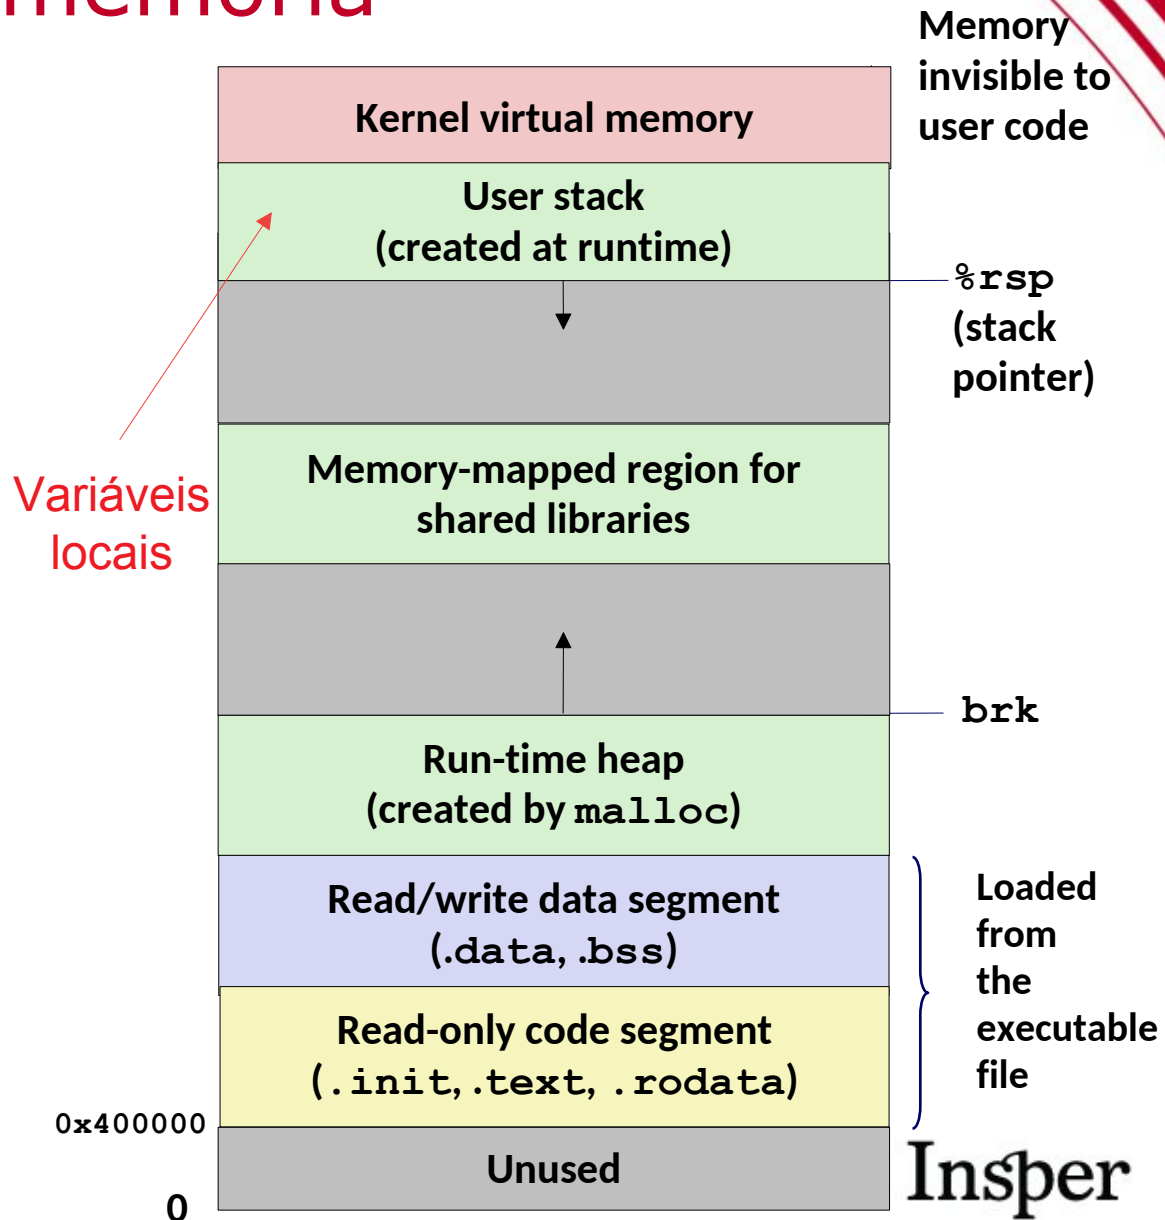 memória
Memory
invisible to
user code
Kernel virtual memory
User stack
(created at runtime)
%rsp
(stack
pointer)
Variáveis
locais
Memory-mapped region for
shared libraries
brk
Run-time heap
(created by malloc)
Read/write data segment
(.data, .bss)
Loaded
from
the
executable
file
Read-only code segment
(.init, .text, .rodata)
0x400000
Unused
0
Insper